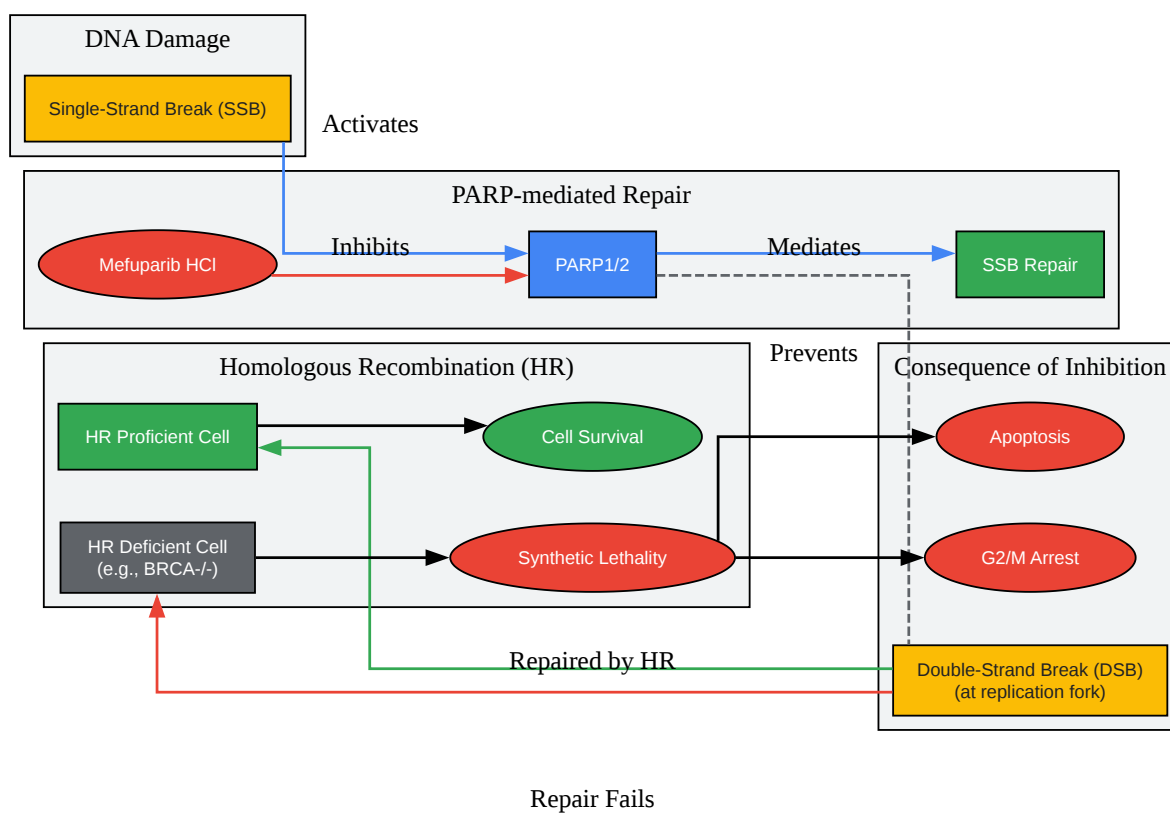 DNA Damage
Single-Strand Break (SSB)
Activates
PARP-mediated Repair
Mefuparib HCl
Inhibits
PARP1/2
Mediates
SSB Repair
Homologous Recombination (HR)
Prevents
Consequence of Inhibition
HR Proficient Cell
Cell Survival
Apoptosis
HR Deficient Cell
(e.g., BRCA-/-)
Synthetic Lethality
G2/M Arrest
Repaired by HR
Double-Strand Break (DSB)
(at replication fork)
Repair Fails